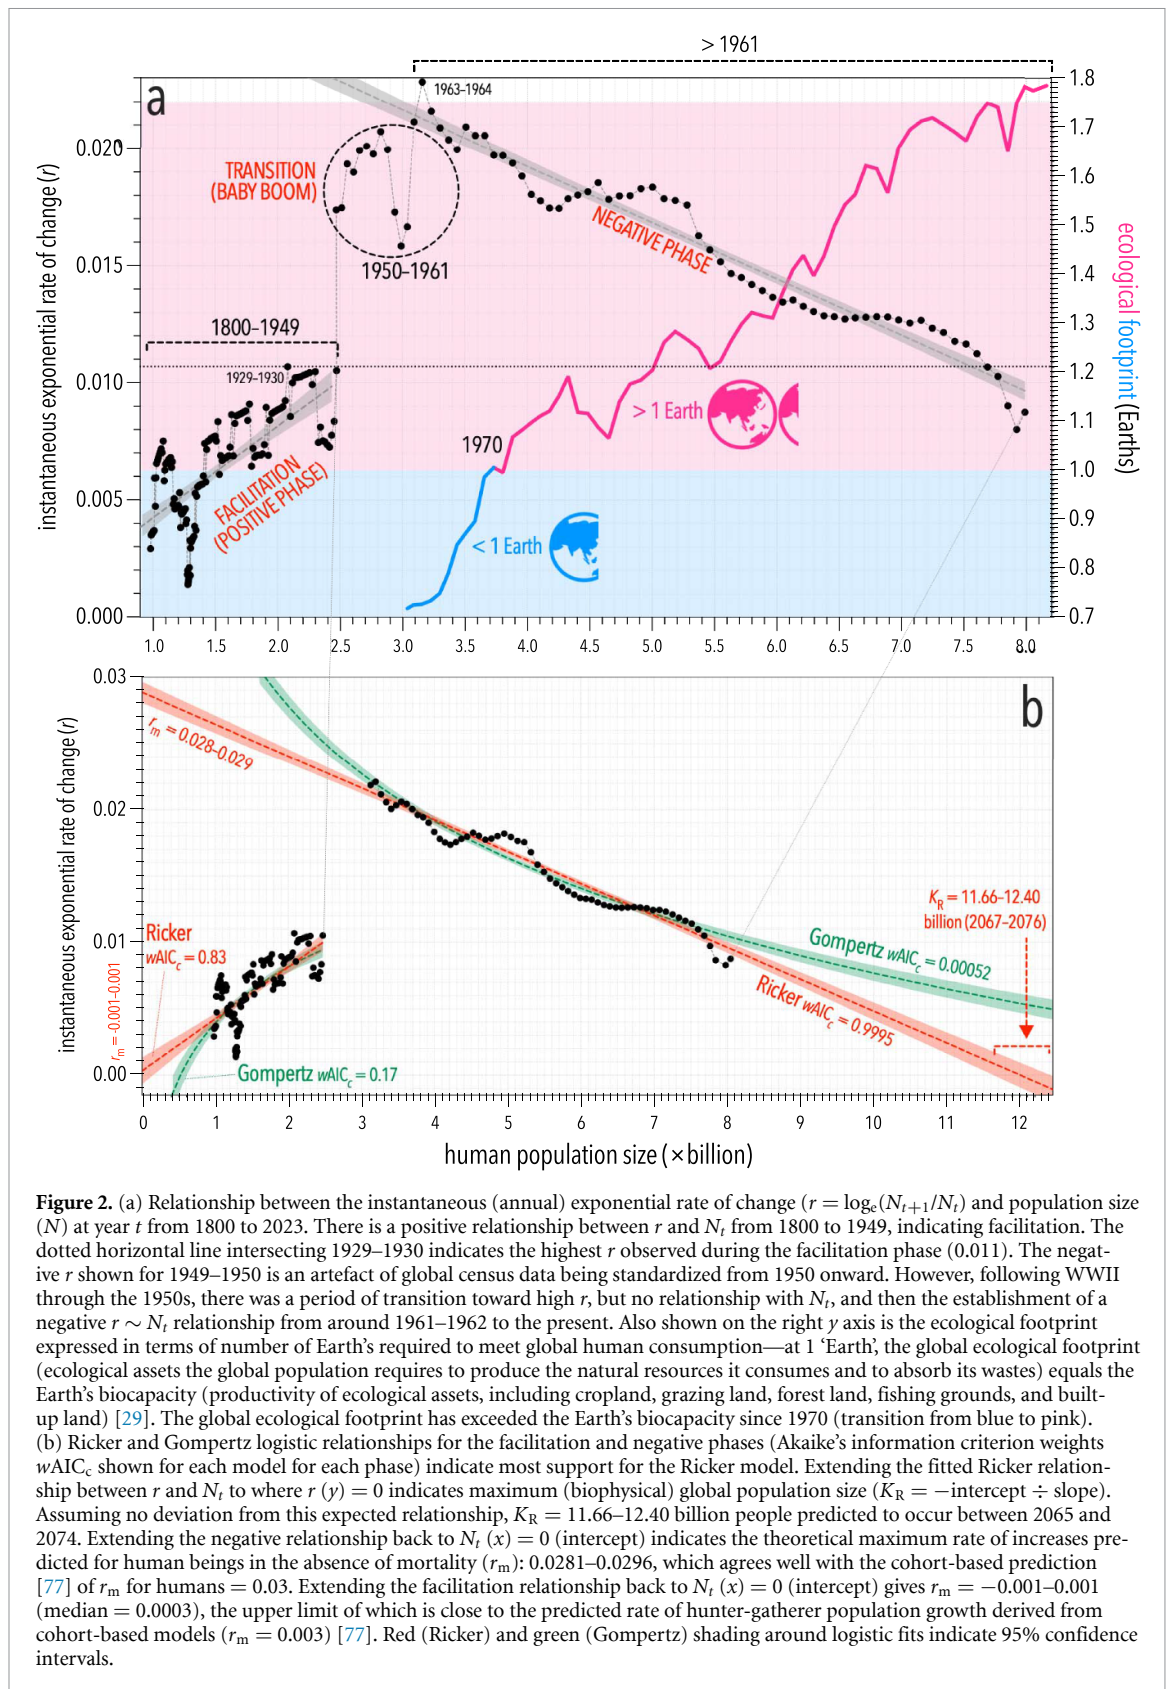 > 1961
a
1963–1964
TRANSITION
(BABY BOOM)
1950–1961
NEGATIVE PHASE
1800–1949
1929–1930
FACILITATION
(POSITIVE PHASE)
1970
> 1 Earth
< 1 Earth
instantaneous exponential rate of change (r)
0.020
0.015
0.010
0.005
0.000
1.8
1.7
1.6
1.5
1.4
1.3
1.2
1.1
1.0
0.9
0.8
0.7
ecological footprint (Earths)
1.0 1.5 2.0 2.5 3.0 3.5 4.0 4.5 5.0 5.5 6.0 6.5 7.0 7.5 8.0
b
instantaneous exponential rate of change (r)
0.03
0.02
0.01
0.00
rm = 0.028–0.029
Ricker
wAICc = 0.83
rm = -0.001–0.001
Gompertz wAICc = 0.17
KR = 11.66–12.40
billion (2067–2076)
Gompertz wAICc = 0.00052
Ricker wAICc = 0.9995
0 1 2 3 4 5 6 7 8 9 10 11 12
human population size (×billion)
Figure 2. (a) Relationship between the instantaneous (annual) exponential rate of change (r = logₑ(Nt+1/Nt) and population size
(N) at year t from 1800 to 2023. There is a positive relationship between r and Nt from 1800 to 1949, indicating facilitation. The
dotted horizontal line intersecting 1929–1930 indicates the highest r observed during the facilitation phase (0.011). The negat-
ive r shown for 1949–1950 is an artefact of global census data being standardized from 1950 onward. However, following WWII
through the 1950s, there was a period of transition toward high r, but no relationship with Nt, and then the establishment of a
negative r ∼ Nt relationship from around 1961–1962 to the present. Also shown on the right y axis is the ecological footprint
expressed in terms of number of Earth's required to meet global human consumption—at 1 'Earth', the global ecological footprint
(ecological assets the global population requires to produce the natural resources it consumes and to absorb its wastes) equals the
Earth's biocapacity (productivity of ecological assets, including cropland, grazing land, forest land, fishing grounds, and built-
up land) [29]. The global ecological footprint has exceeded the Earth's biocapacity since 1970 (transition from blue to pink).
(b) Ricker and Gompertz logistic relationships for the facilitation and negative phases (Akaike's information criterion weights
wAICc shown for each model for each phase) indicate most support for the Ricker model. Extending the fitted Ricker relation-
ship between r and Nt to where r (y) = 0 indicates maximum (biophysical) global population size (KR = −intercept ÷ slope).
Assuming no deviation from this expected relationship, KR = 11.66–12.40 billion people predicted to occur between 2065 and
2074. Extending the negative relationship back to Nt (x) = 0 (intercept) indicates the theoretical maximum rate of increases pre-
dicted for human beings in the absence of mortality (rm): 0.0281–0.0296, which agrees well with the cohort-based prediction
[77] of rm for humans = 0.03. Extending the facilitation relationship back to Nt (x) = 0 (intercept) gives rm = −0.001–0.001
(median = 0.0003), the upper limit of which is close to the predicted rate of hunter-gatherer population growth derived from
cohort-based models (rm = 0.003) [77]. Red (Ricker) and green (Gompertz) shading around logistic fits indicate 95% confidence
intervals.